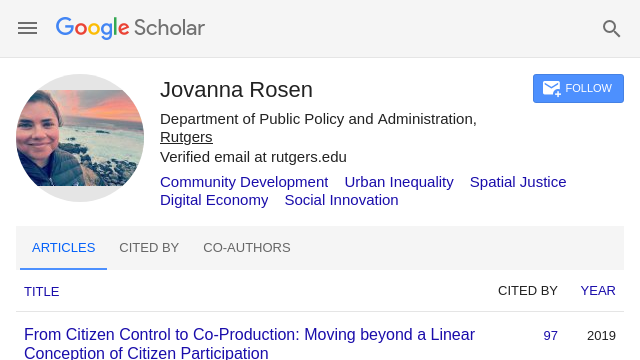 Google Scholar
Jovanna Rosen
FOLLOW
Department of Public Policy and Administration,
Rutgers
Verified email at rutgers.edu
Community Development Urban Inequality Spatial Justice
Digital Economy Social Innovation
ARTICLES CITED BY CO-AUTHORS
TITLE CITED BY YEAR
From Citizen Control to Co-Production: Moving beyond a Linear 97 2019
Conception of Citizen Participation